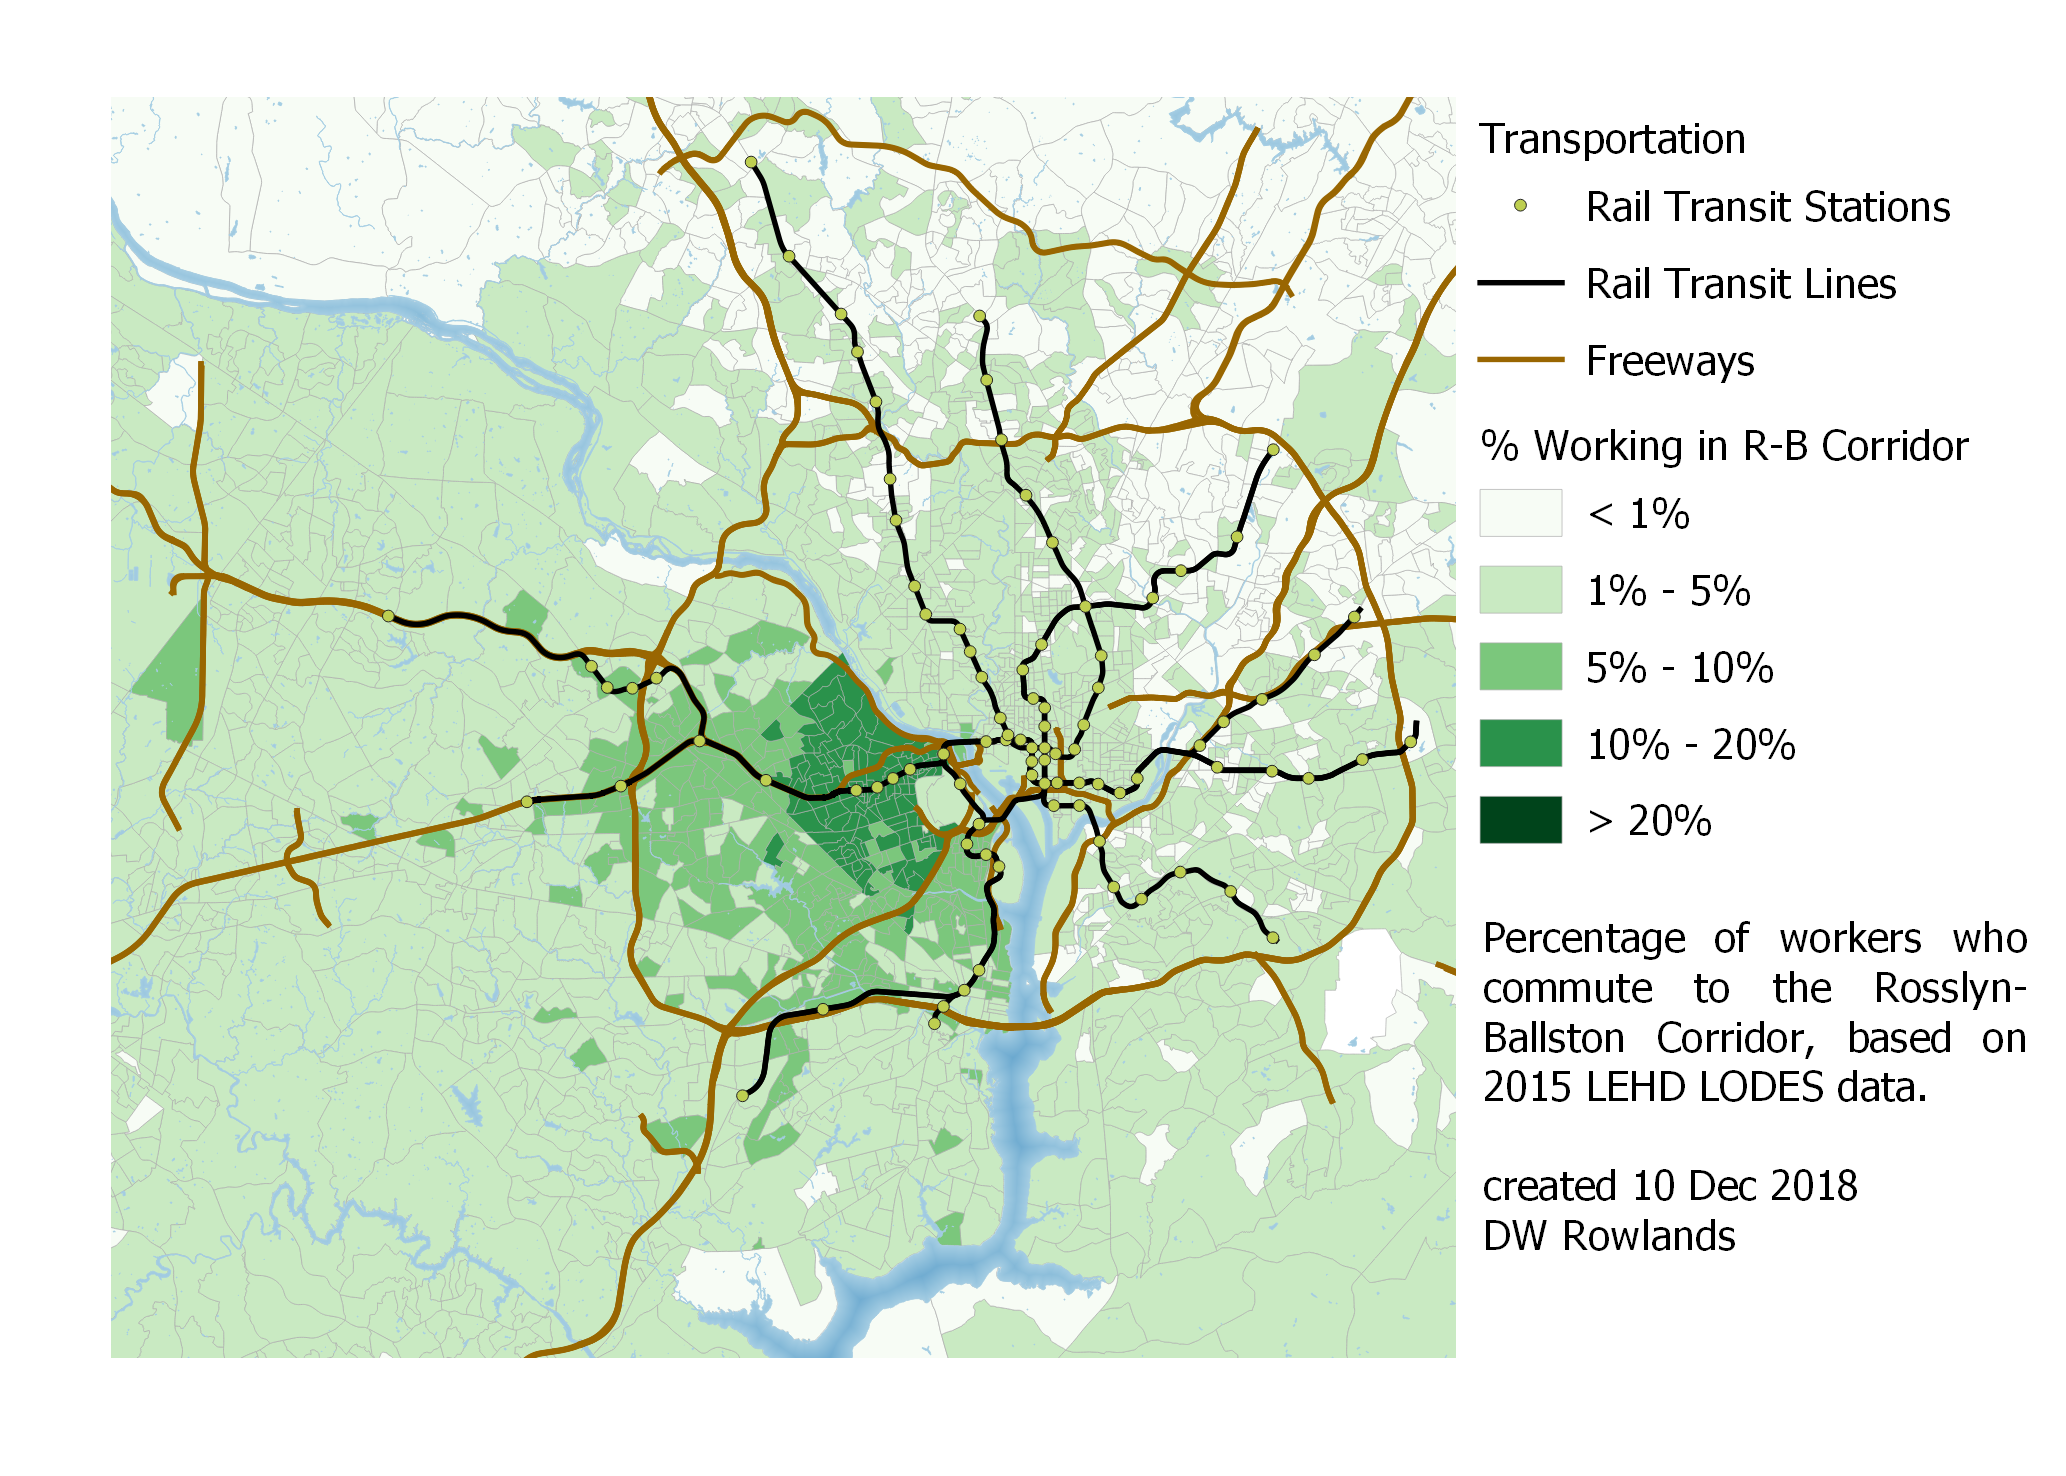 Transportation
Rail Transit Stations
Rail Transit Lines
Freeways
% Working in R-B Corridor
< 1%
1% - 5%
5% - 10%
10% - 20%
> 20%
Percentage of workers who
commute to the Rosslyn-
Ballston Corridor, based on
2015 LEHD LODES data.
created 10 Dec 2018
DW Rowlands